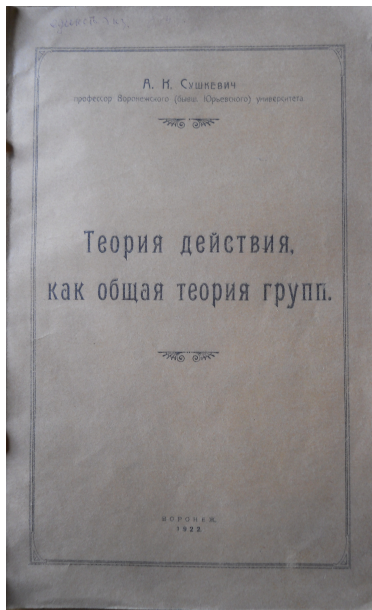 А. К. Сушкевич
профессор Воронежского (бывш. Юрьевского) университета
Теория действия,
как общая теория групп.
ВОРОНЕЖ.
1922